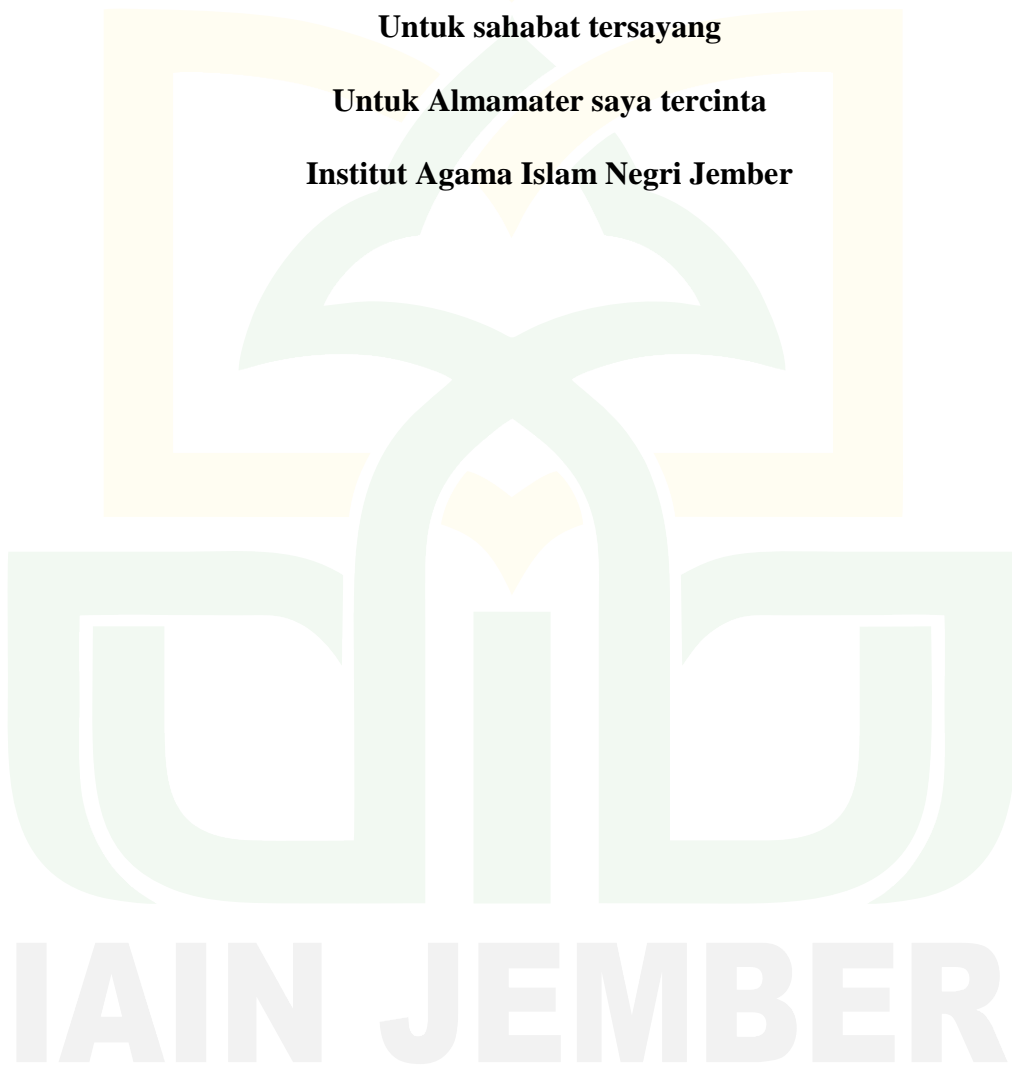 Untuk sahabat tersayang
Untuk Almamater saya tercinta
Institut Agama Islam Negri Jember
IAIN JEMBER